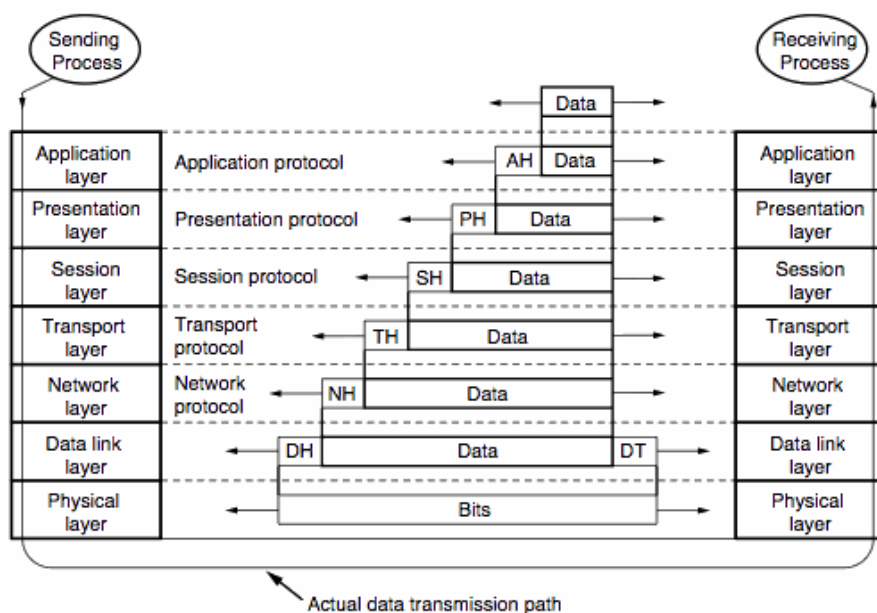 Sending
Process
Receiving
Process
Data
Application
layer
Application protocol
AH
Data
Application
layer
Presentation
layer
Presentation protocol
PH
Data
Presentation
layer
Session
layer
Session protocol
SH
Data
Session
layer
Transport
layer
Transport
protocol
TH
Data
Transport
layer
Network
layer
Network
protocol
NH
Data
Network
layer
Data link
layer
DH
Data
DT
Data link
layer
Physical
layer
Bits
Physical
layer
Actual data transmission path